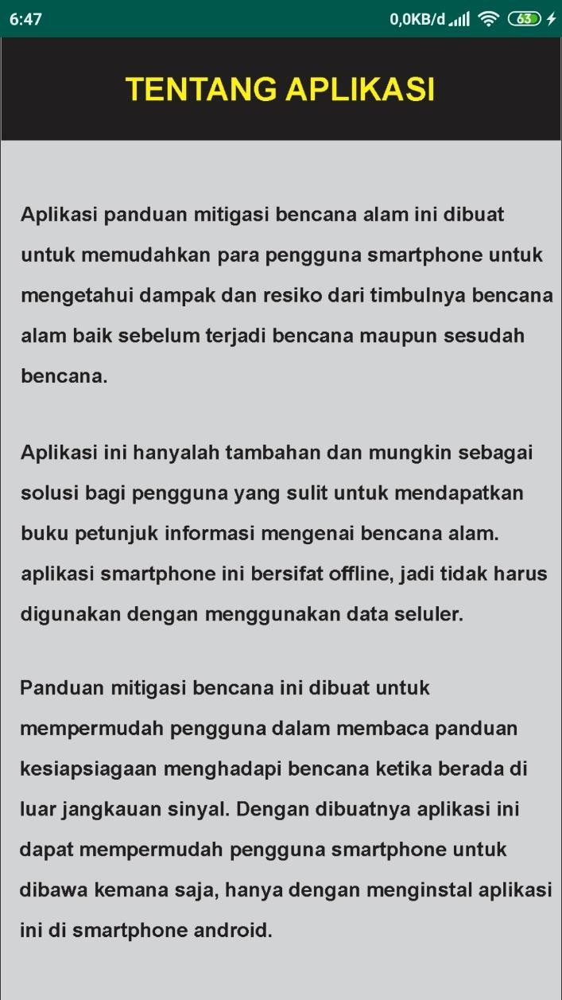 6:47
0,0KB/d
63
TENTANG APLIKASI
Aplikasi panduan mitigasi bencana alam ini dibuat
untuk memudahkan para pengguna smartphone untuk
mengetahui dampak dan resiko dari timbulnya bencana
alam baik sebelum terjadi bencana maupun sesudah
bencana.
Aplikasi ini hanyalah tambahan dan mungkin sebagai
solusi bagi pengguna yang sulit untuk mendapatkan
buku petunjuk informasi mengenai bencana alam.
aplikasi smartphone ini bersifat offline, jadi tidak harus
digunakan dengan menggunakan data seluler.
Panduan mitigasi bencana ini dibuat untuk
mempermudah pengguna dalam membaca panduan
kesiapsiagaan menghadapi bencana ketika berada di
luar jangkauan sinyal. Dengan dibuatnya aplikasi ini
dapat mempermudah pengguna smartphone untuk
dibawa kemana saja, hanya dengan menginstal aplikasi
ini di smartphone android.